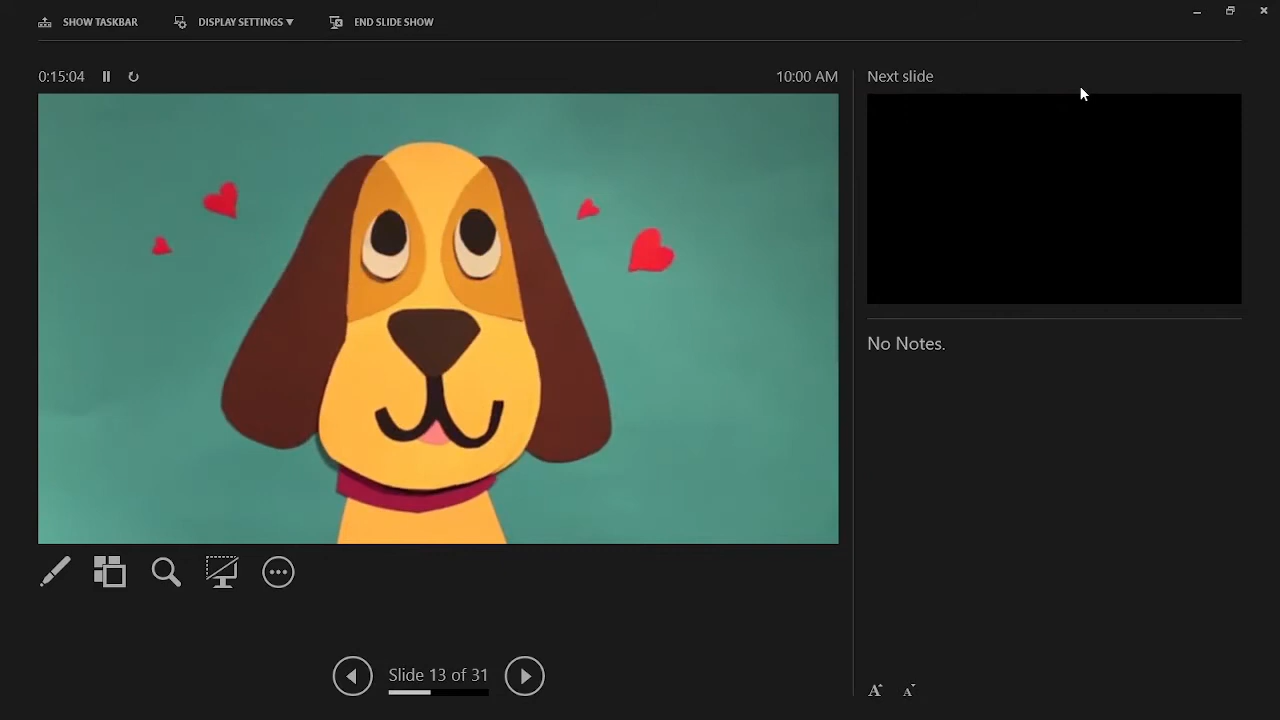 SHOW TASKBAR DISPLAY SETTINGS ▼ END SLIDE SHOW
0:15:04 10:00 AM
Next slide
No Notes.
Slide 13 of 31
A A